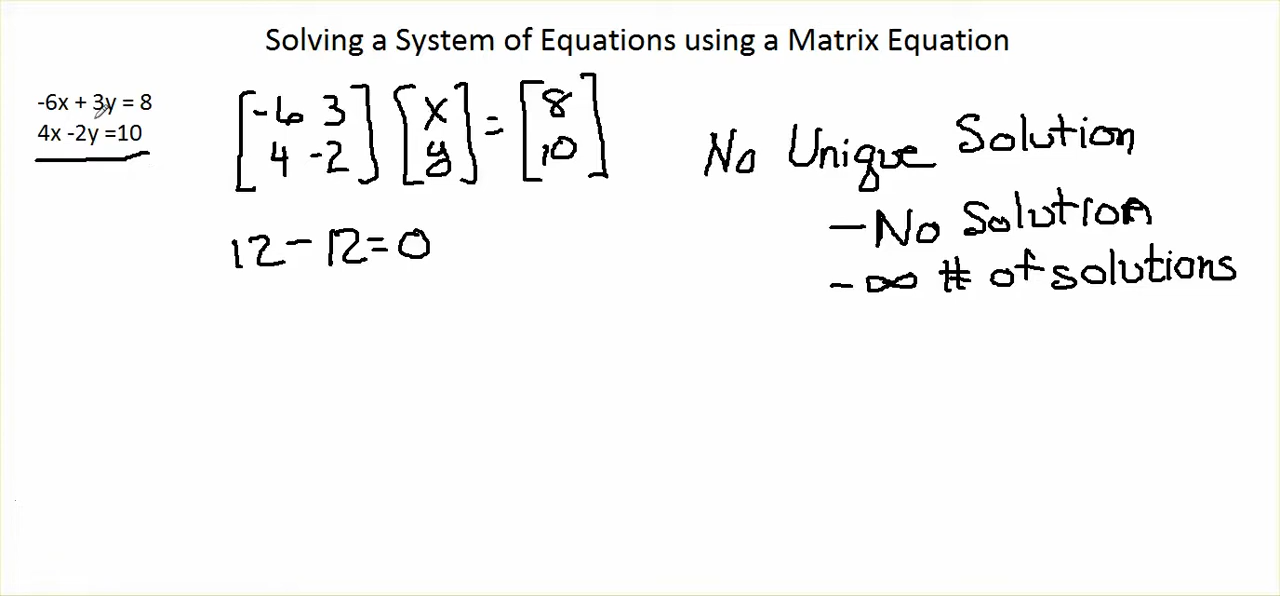 Solving a System of Equations using a Matrix Equation
-6x + 3y = 8
4x -2y =10
[-6 3] [x] = [8]
[4 -2] [y] [10]
12 - 12 = 0
No Unique Solution
- No Solution
- ∞ # of solutions